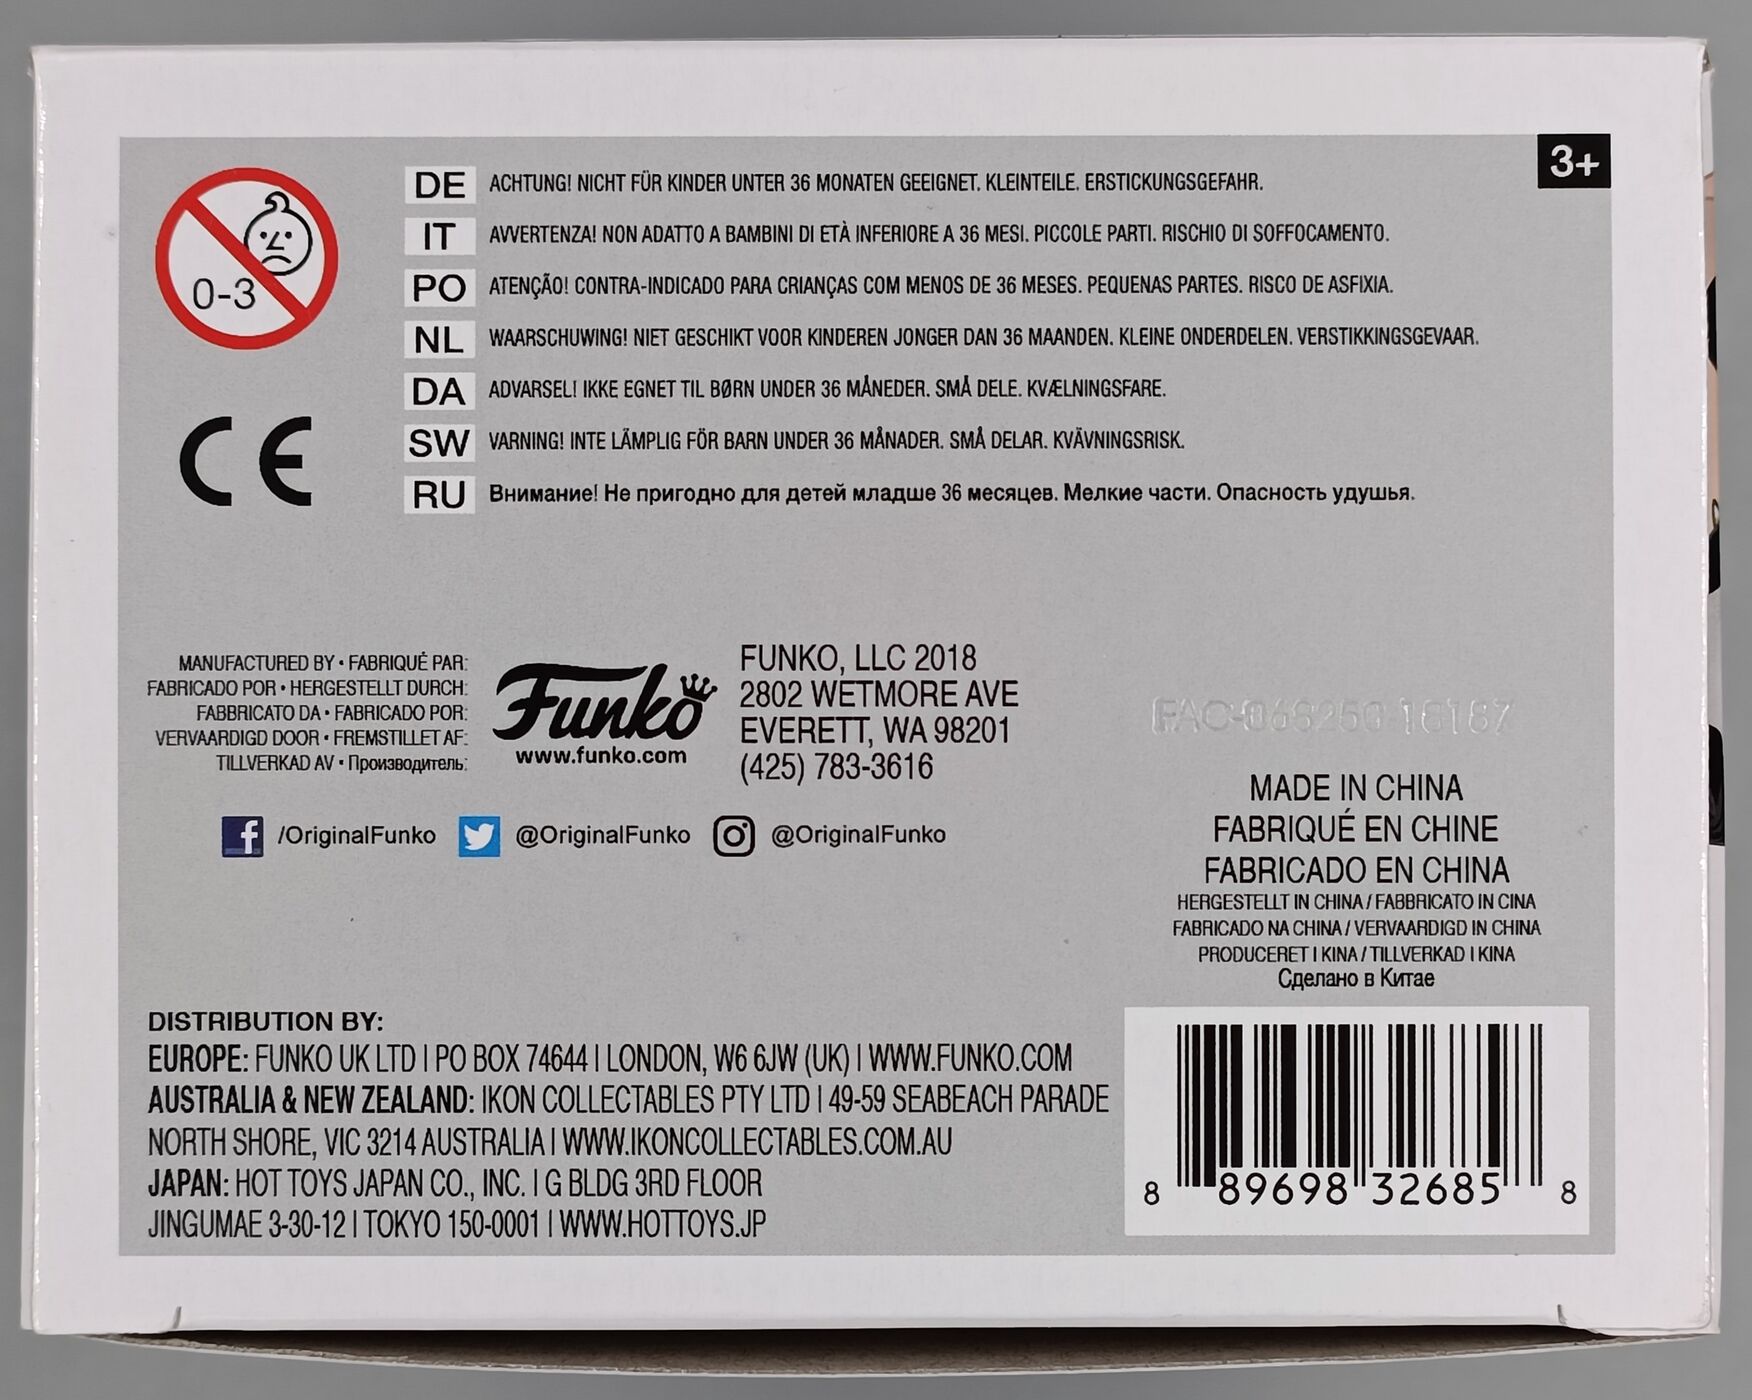 3+
0-3
DE ACHTUNG! NICHT FÜR KINDER UNTER 36 MONATEN GEEIGNET. KLEINTEILE. ERSTICKUNGSGEFAHR.
IT AVVERTENZA! NON ADATTO A BAMBINI DI ETÀ INFERIORE A 36 MESI. PICCOLE PARTI. RISCHIO DI SOFFOCAMENTO.
PO ATENÇÃO! CONTRA-INDICADO PARA CRIANÇAS COM MENOS DE 36 MESES. PEQUENAS PARTES. RISCO DE ASFIXIA.
NL WAARSCHUWING! NIET GESCHIKT VOOR KINDEREN JONGER DAN 36 MAANDEN. KLEINE ONDERDELEN. VERSTIKKINGSGEVAAR.
DA ADVARSEL! IKKE EGNET TIL BØRN UNDER 36 MÅNEDER. SMÅ DELE. KVÆLNINGSFARE.
SW VARNING! INTE LÄMPLIG FÖR BARN UNDER 36 MÅNADER. SMÅ DELAR. KVÄVNINGSRISK.
RU Внимание! Не пригодно для детей младше 36 месяцев. Мелкие части. Опасность удушья.
CE
MANUFACTURED BY • FABRIQUÉ PAR:
FABRICADO POR • HERGESTELLT DURCH:
FABBRICATO DA • FABRICADO POR:
VERVAARDIGD DOOR • FREMSTILLET AF:
TILLVERKAD AV • Производитель:
Funko
www.funko.com
FUNKO, LLC 2018
2802 WETMORE AVE
EVERETT, WA 98201
(425) 783-3616
/OriginalFunko @OriginalFunko @OriginalFunko
MADE IN CHINA
FABRIQUÉ EN CHINE
FABRICADO EN CHINA
HERGESTELLT IN CHINA / FABBRICATO IN CINA
FABRICADO NA CHINA / VERVAARDIGD IN CHINA
PRODUCERET I KINA / TILLVERKAD I KINA
Сделано в Китае
DISTRIBUTION BY:
EUROPE: FUNKO UK LTD | PO BOX 74644 | LONDON, W6 6JW (UK) | WWW.FUNKO.COM
AUSTRALIA & NEW ZEALAND: IKON COLLECTABLES PTY LTD | 49-59 SEABEACH PARADE
NORTH SHORE, VIC 3214 AUSTRALIA | WWW.IKONCOLLECTABLES.COM.AU
JAPAN: HOT TOYS JAPAN CO., INC. | G BLDG 3RD FLOOR
JINGUMAE 3-30-12 | TOKYO 150-0001 | WWW.HOTTOYS.JP
8 89698 32685 8